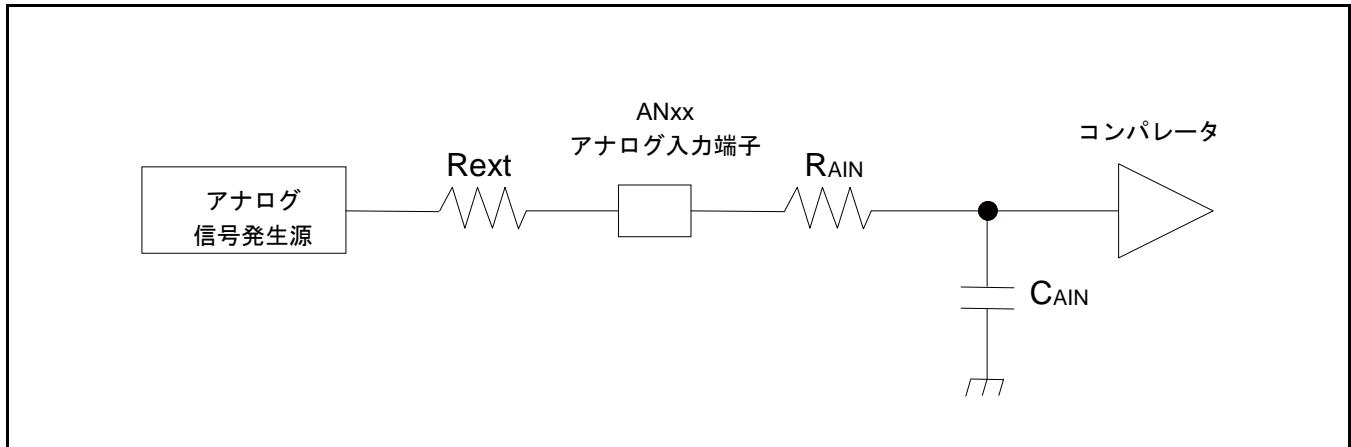 アナログ
信号発生源
Rext
ANxx
アナログ入力端子
RAIN
コンパレータ
CAIN